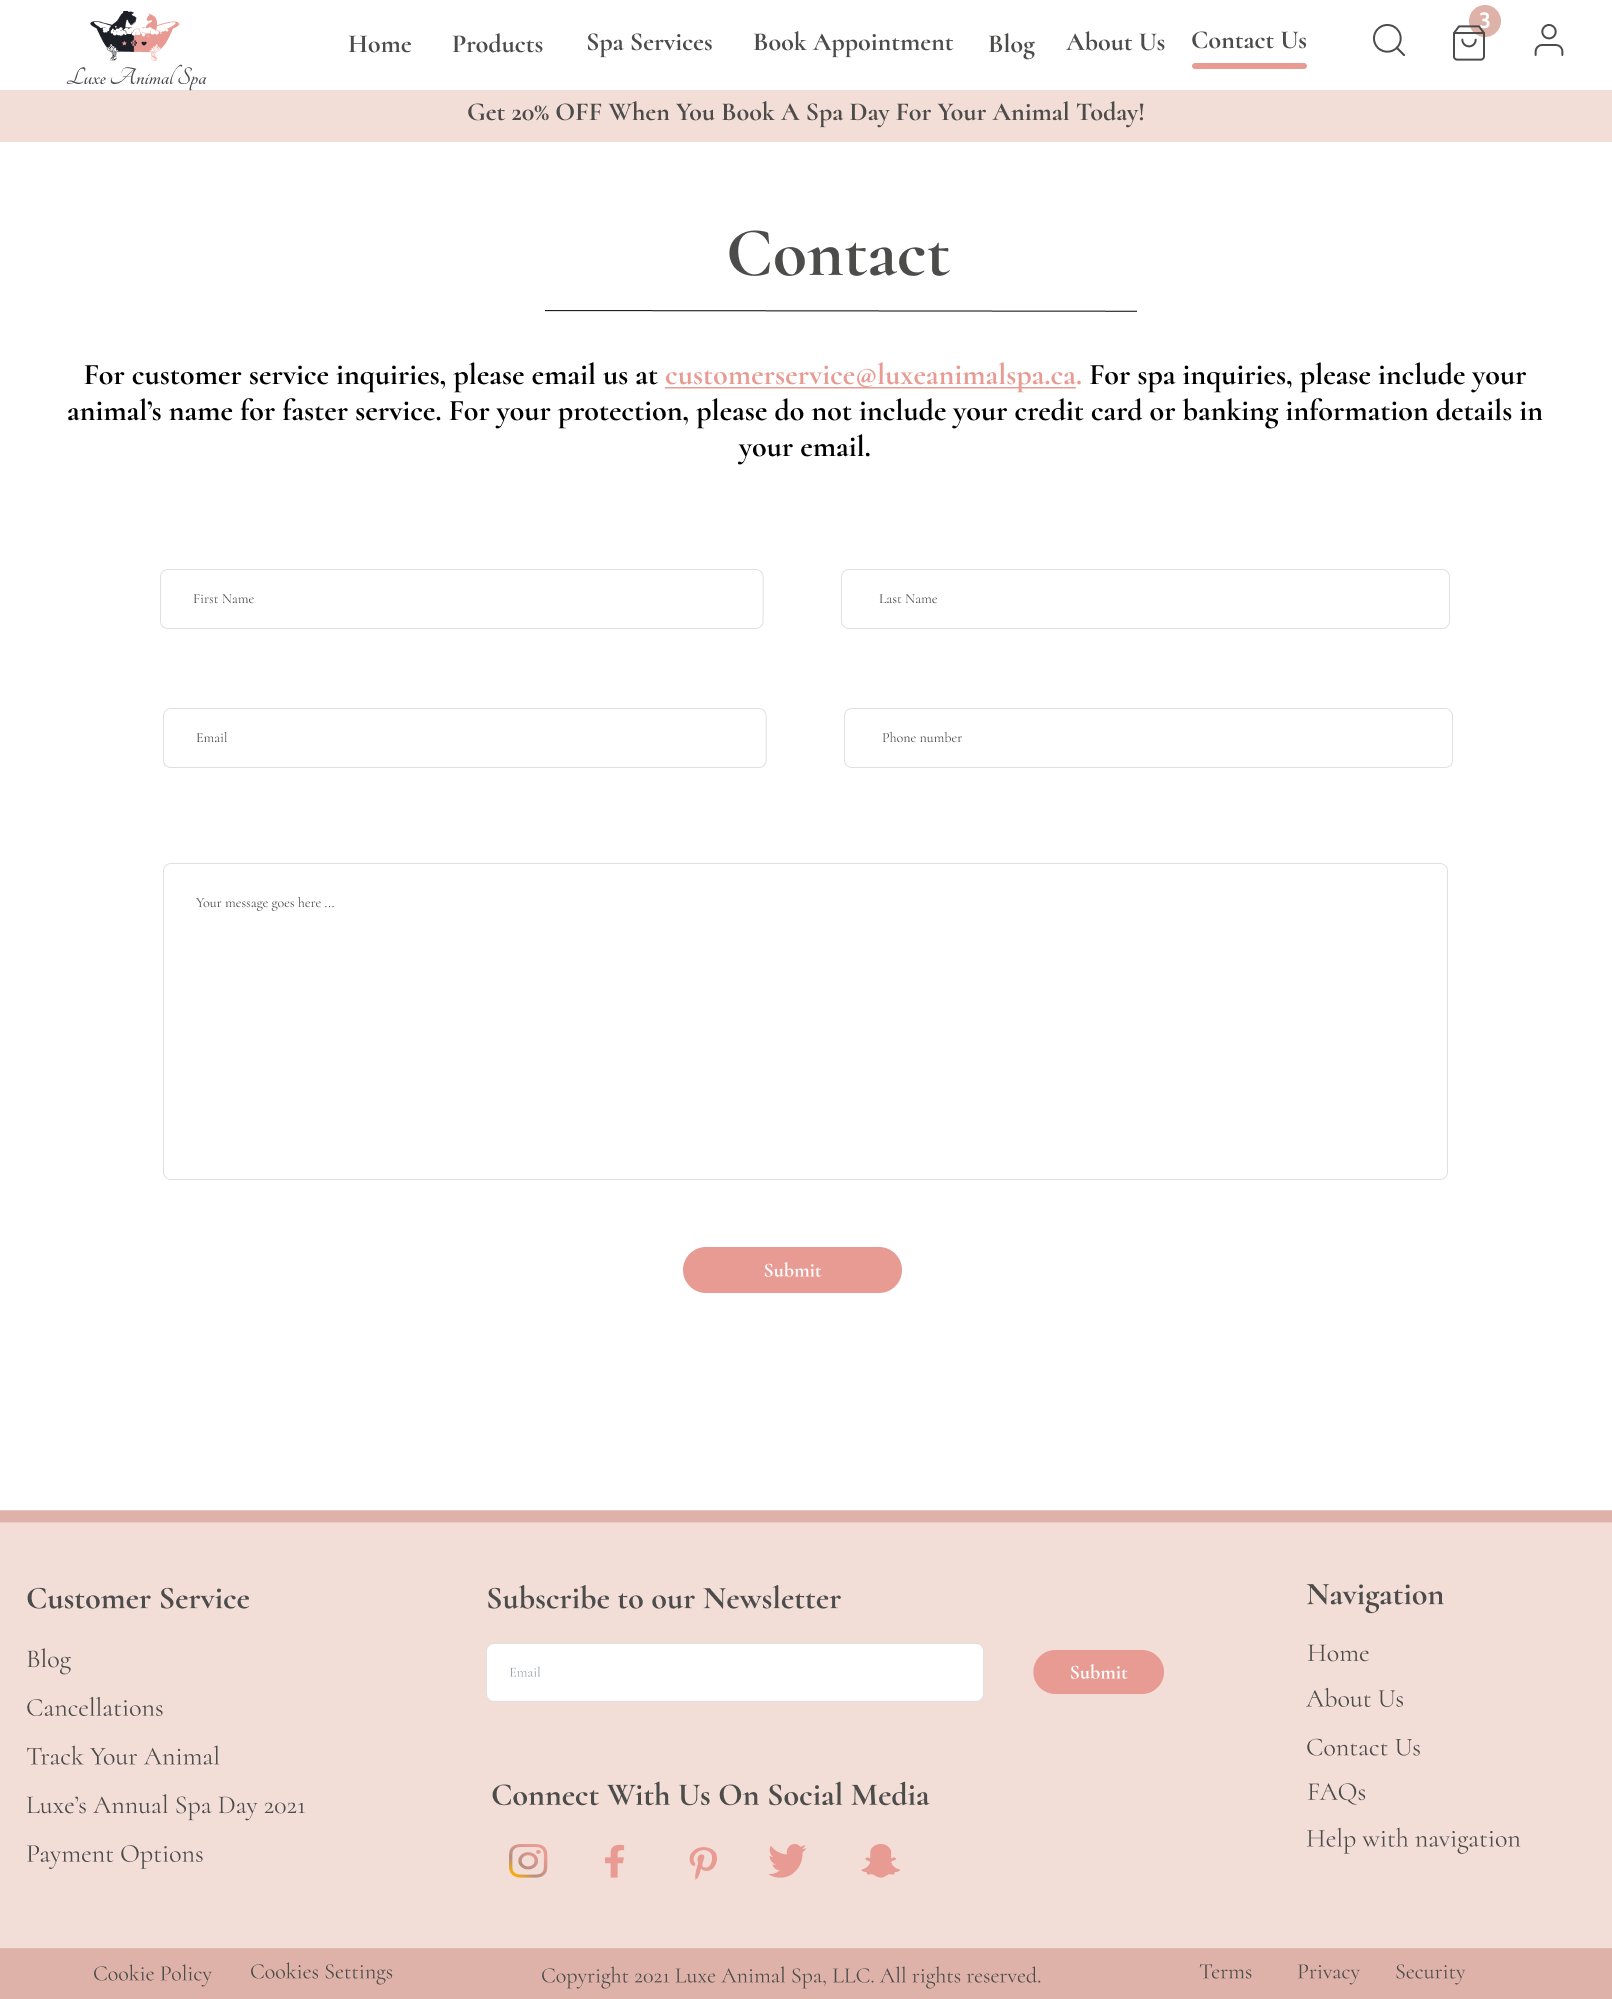 Luxe Animal Spa
Home Products Spa Services Book Appointment Blog About Us Contact Us 3
Get 20% OFF When You Book A Spa Day For Your Animal Today!
Contact
For customer service inquiries, please email us at customerservice@luxeanimalspa.ca. For spa inquiries, please include your
animal’s name for faster service. For your protection, please do not include your credit card or banking information details in
your email.
First Name Last Name
Email Phone number
Your message goes here ...
Submit
Customer Service
Blog
Cancellations
Track Your Animal
Luxe’s Annual Spa Day 2021
Payment Options
Subscribe to our Newsletter
Email Submit
Connect With Us On Social Media
Navigation
Home
About Us
Contact Us
FAQs
Help with navigation
Cookie Policy Cookies Settings Copyright 2021 Luxe Animal Spa, LLC. All rights reserved. Terms Privacy Security